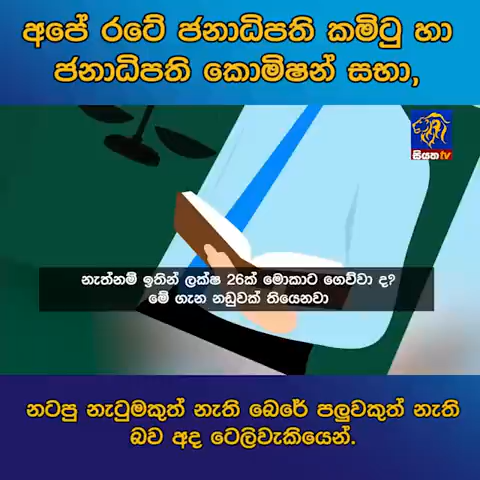 අපේ රටේ ජනාධිපති කමිටු හා
ජනාධිපති කොමිෂන් සභා,
සියත tv
නැත්නම් ඉතින් ලක්ෂ 26ක් මොකාට ගෙව්වා ද?
මේ ගැන නඩුවක් තියෙනවා
නටපු නැටුමකුත් නැති බෙරේ පලුවකුත් නැති
බව අද ටෙලිවැකියෙන්.